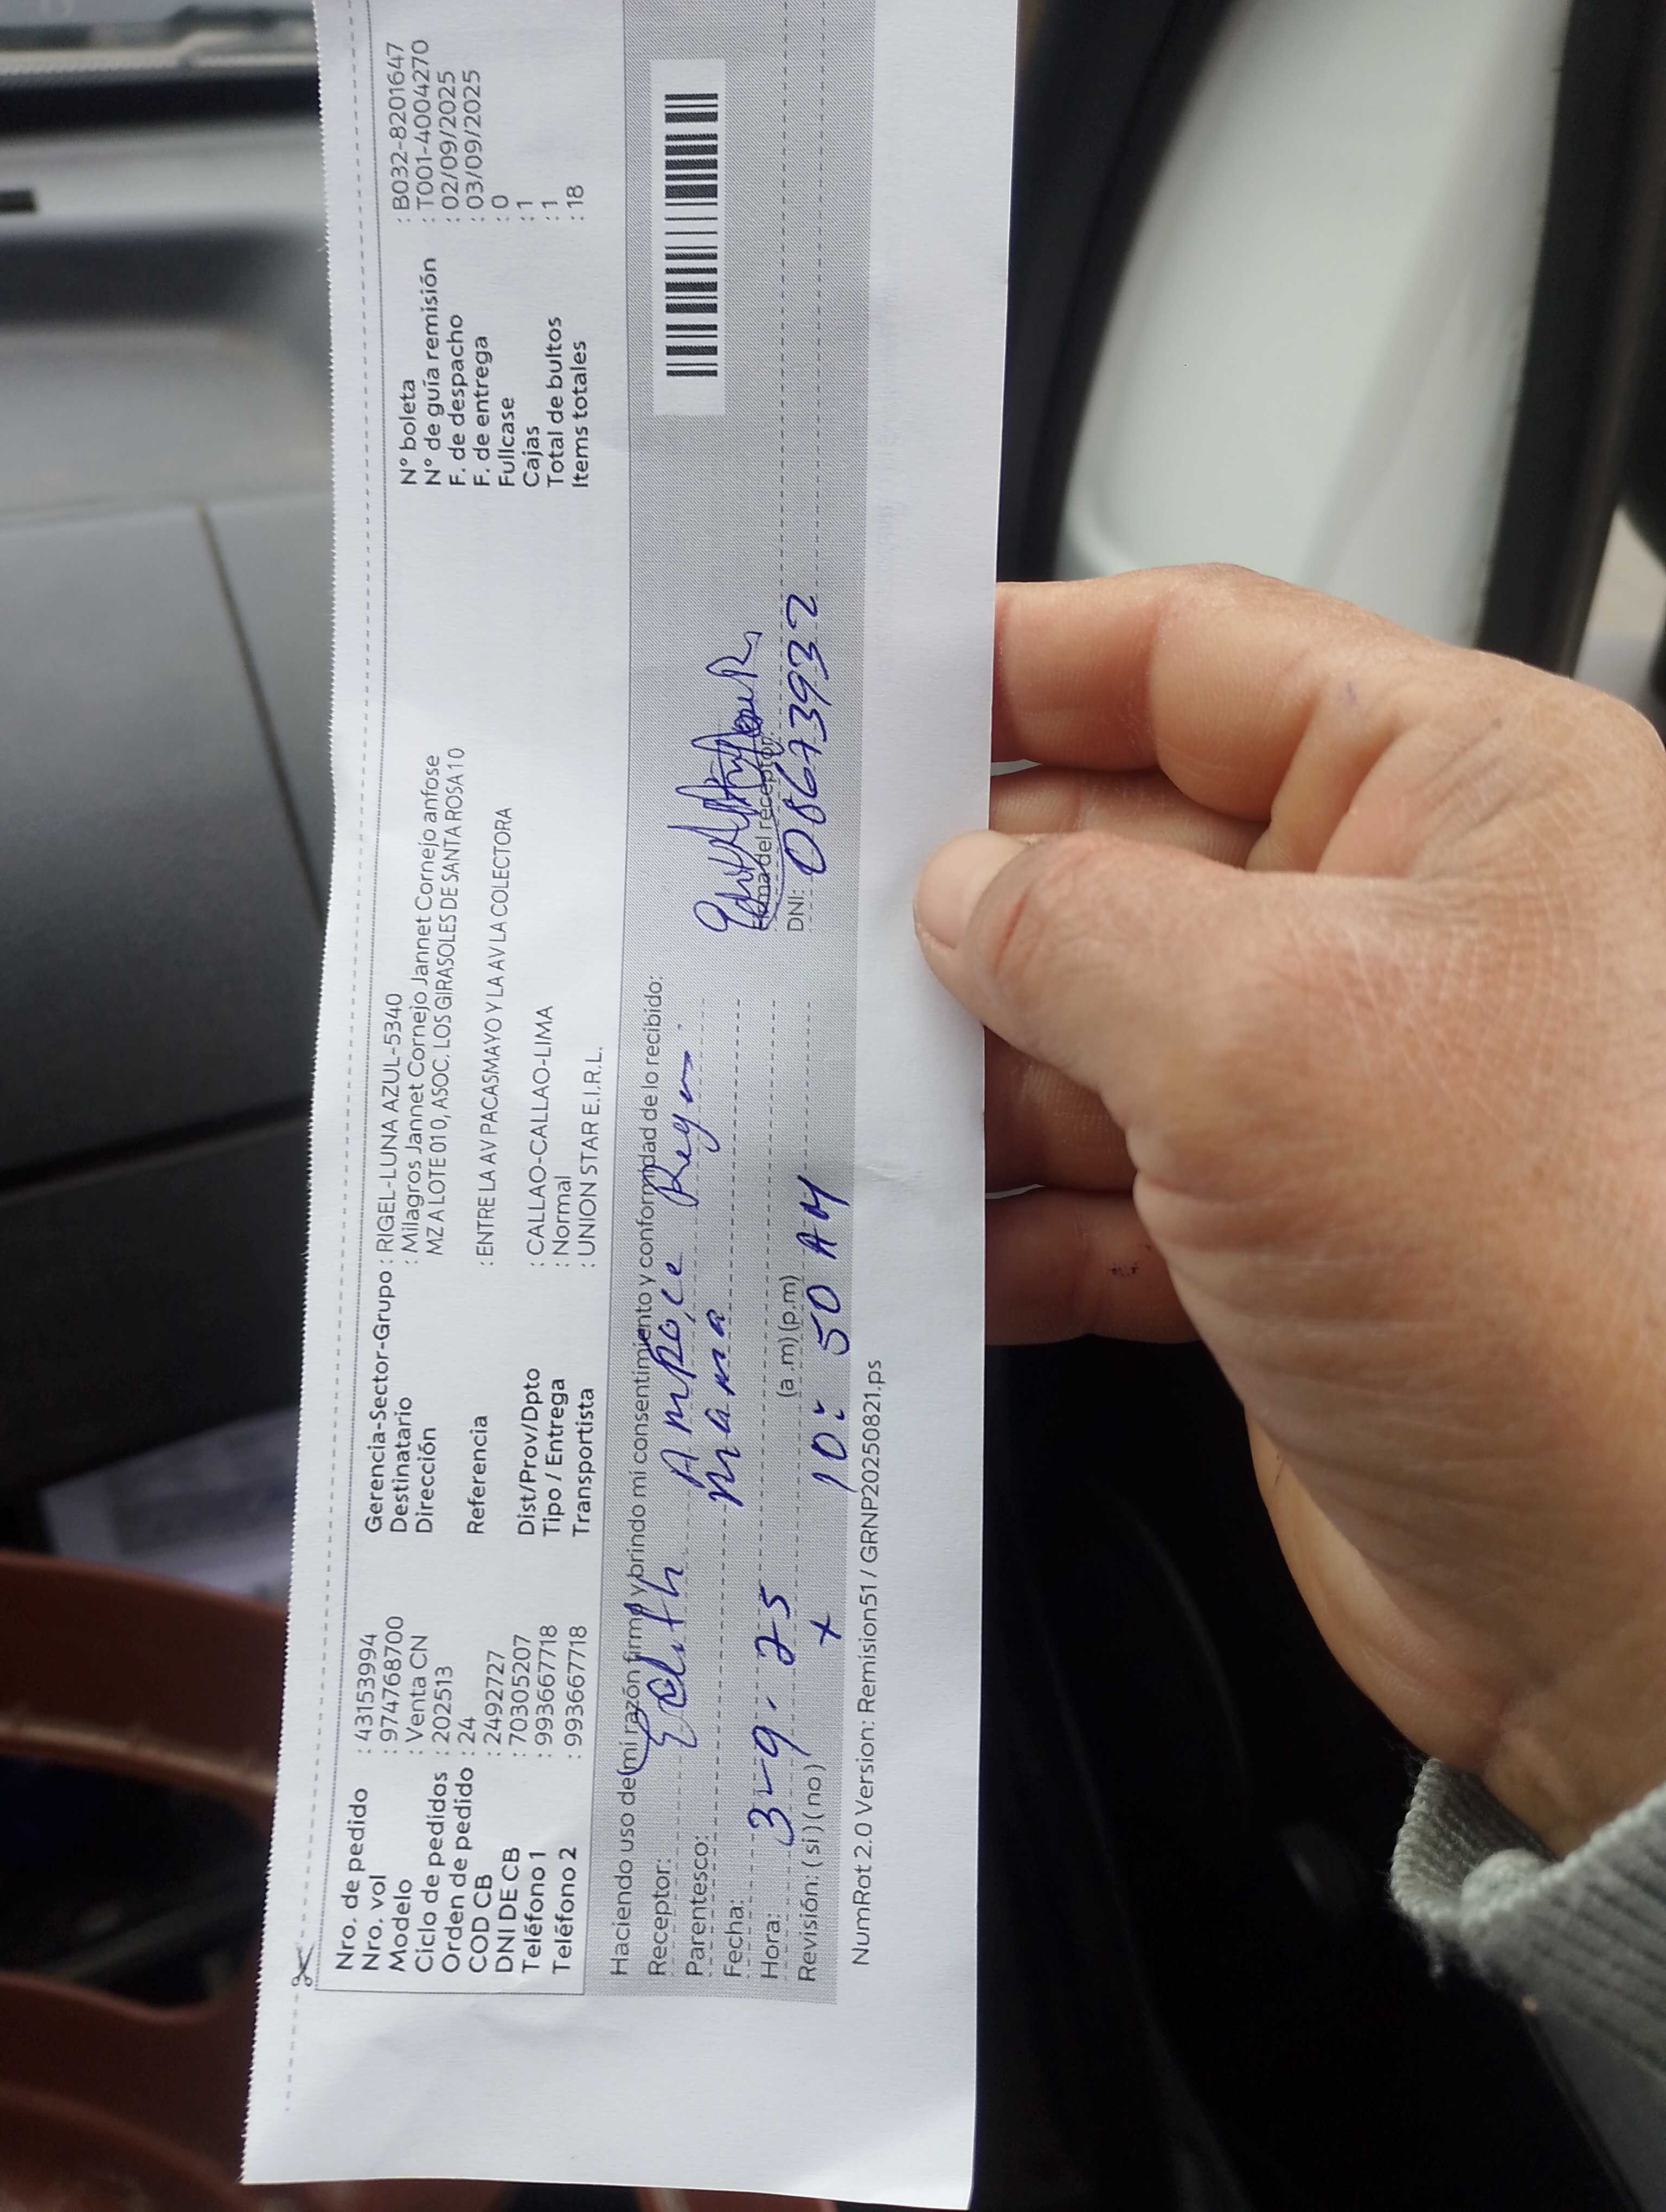 Nro. de pedido : 43153994
Nro. vol : 974768700
Modelo : Venta CN
Ciclo de pedidos : 202513
Orden de pedido : 24
COD CB : 2492727
DNI DE CB : 70305207
Teléfono 1 : 993667718
Teléfono 2 : 993667718
Gerencia-Sector-Grupo : RIGEL-LUNA AZUL-5340
Destinatario : Milagros Jannet Cornejo Jannet Cornejo anfose
Dirección MZ A LOTE 010, ASOC. LOS GIRASOLES DE SANTA ROSA 10
Referencia : ENTRE LA AV PACASMAYO Y LA AV LA COLECTORA
Dist/Prov/Dpto : CALLAO-CALLAO-LIMA
Tipo / Entrega : Normal
Transportista : UNION STAR E.I.R.L.
N° boleta : B032-8201647
N° de guía remisión : T001-4004270
F. de despacho : 02/09/2025
F. de entrega : 03/09/2025
Fullcase : 0
Cajas : 1
Total de bultos : 1
Items totales : 18
Haciendo uso de mi razón firmo y brindo mi consentimiento y conformidad de lo recibido:
Receptor: Edith
Parentesco: mama
Fecha: 3-9-25
Hora: 10:50 AM (a.m) (p.m)
Revisión: (si) (no) x
Firma del receptor:
DNI: 08673932
NumRot 2.0 Version: Remision51 / GRNP20250821.ps